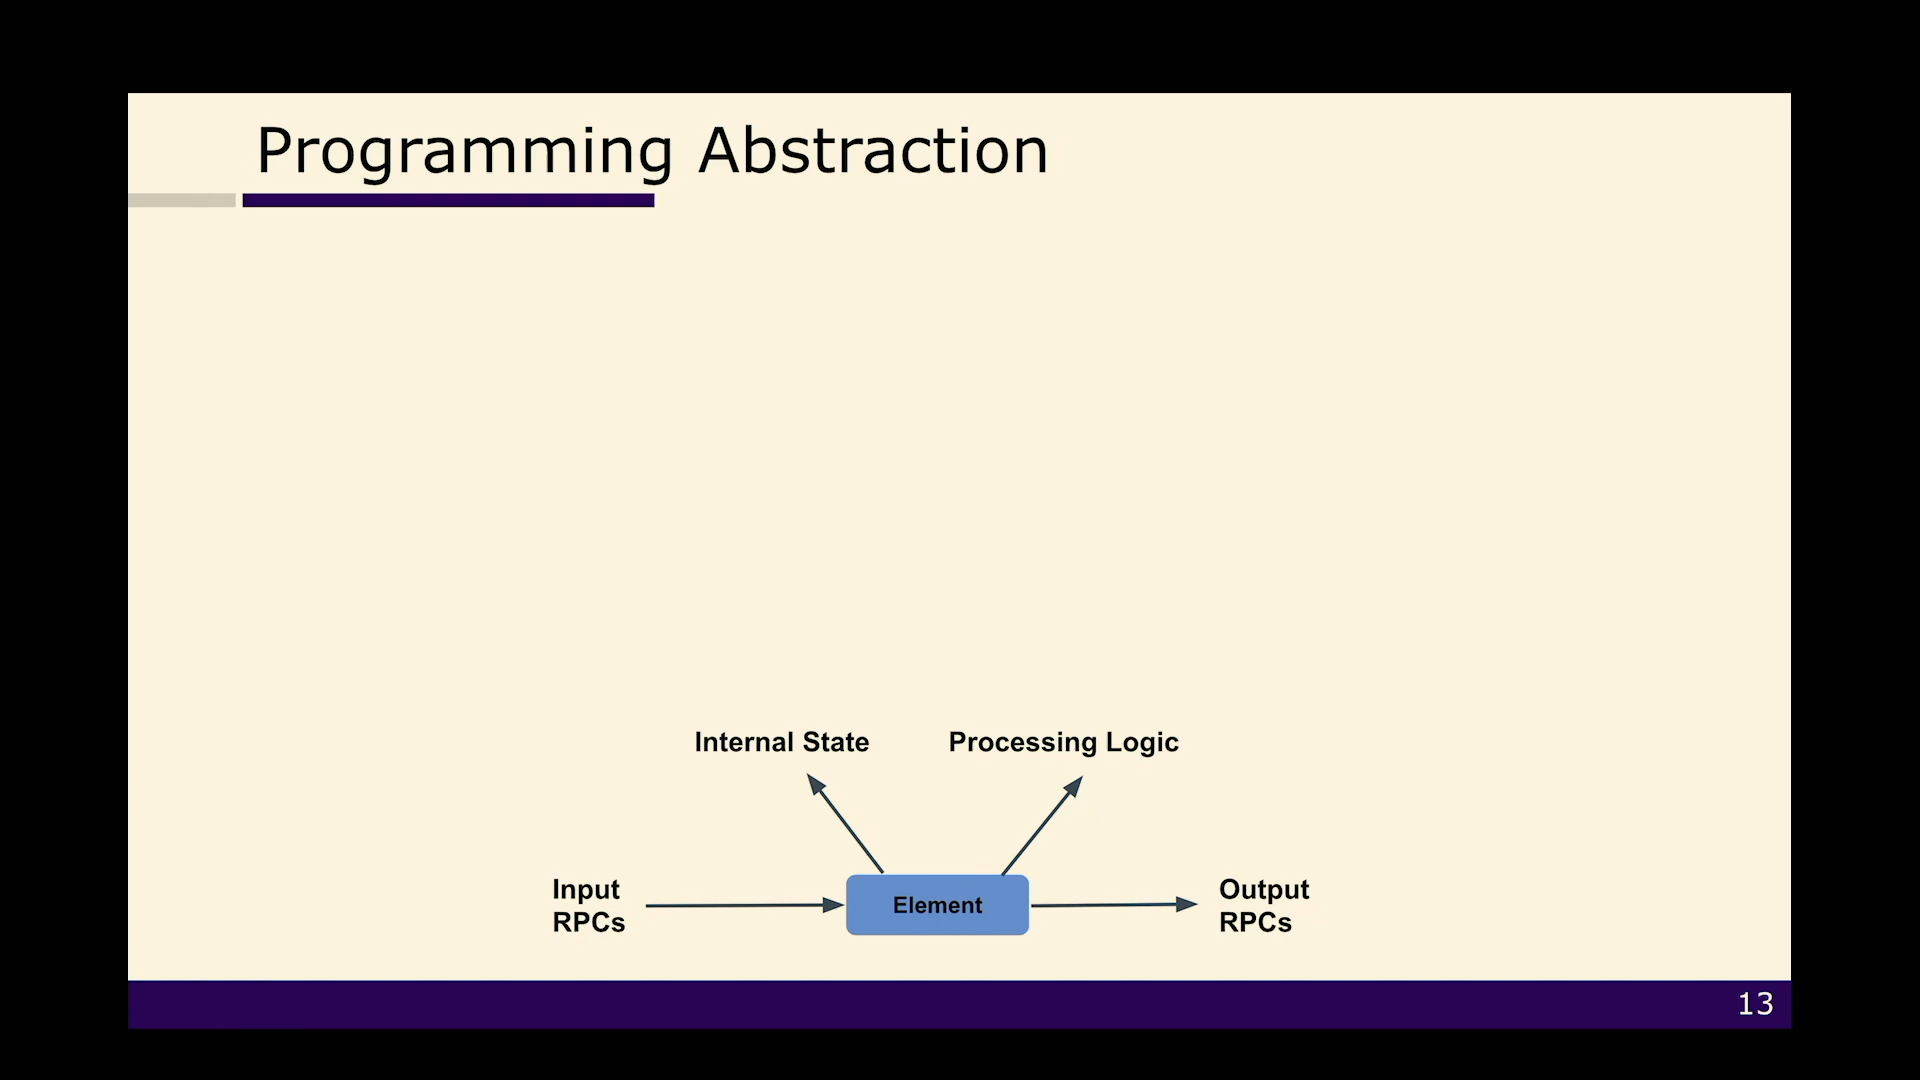 Programming Abstraction
Internal State
Processing Logic
Input
RPCs
Element
Output
RPCs
13